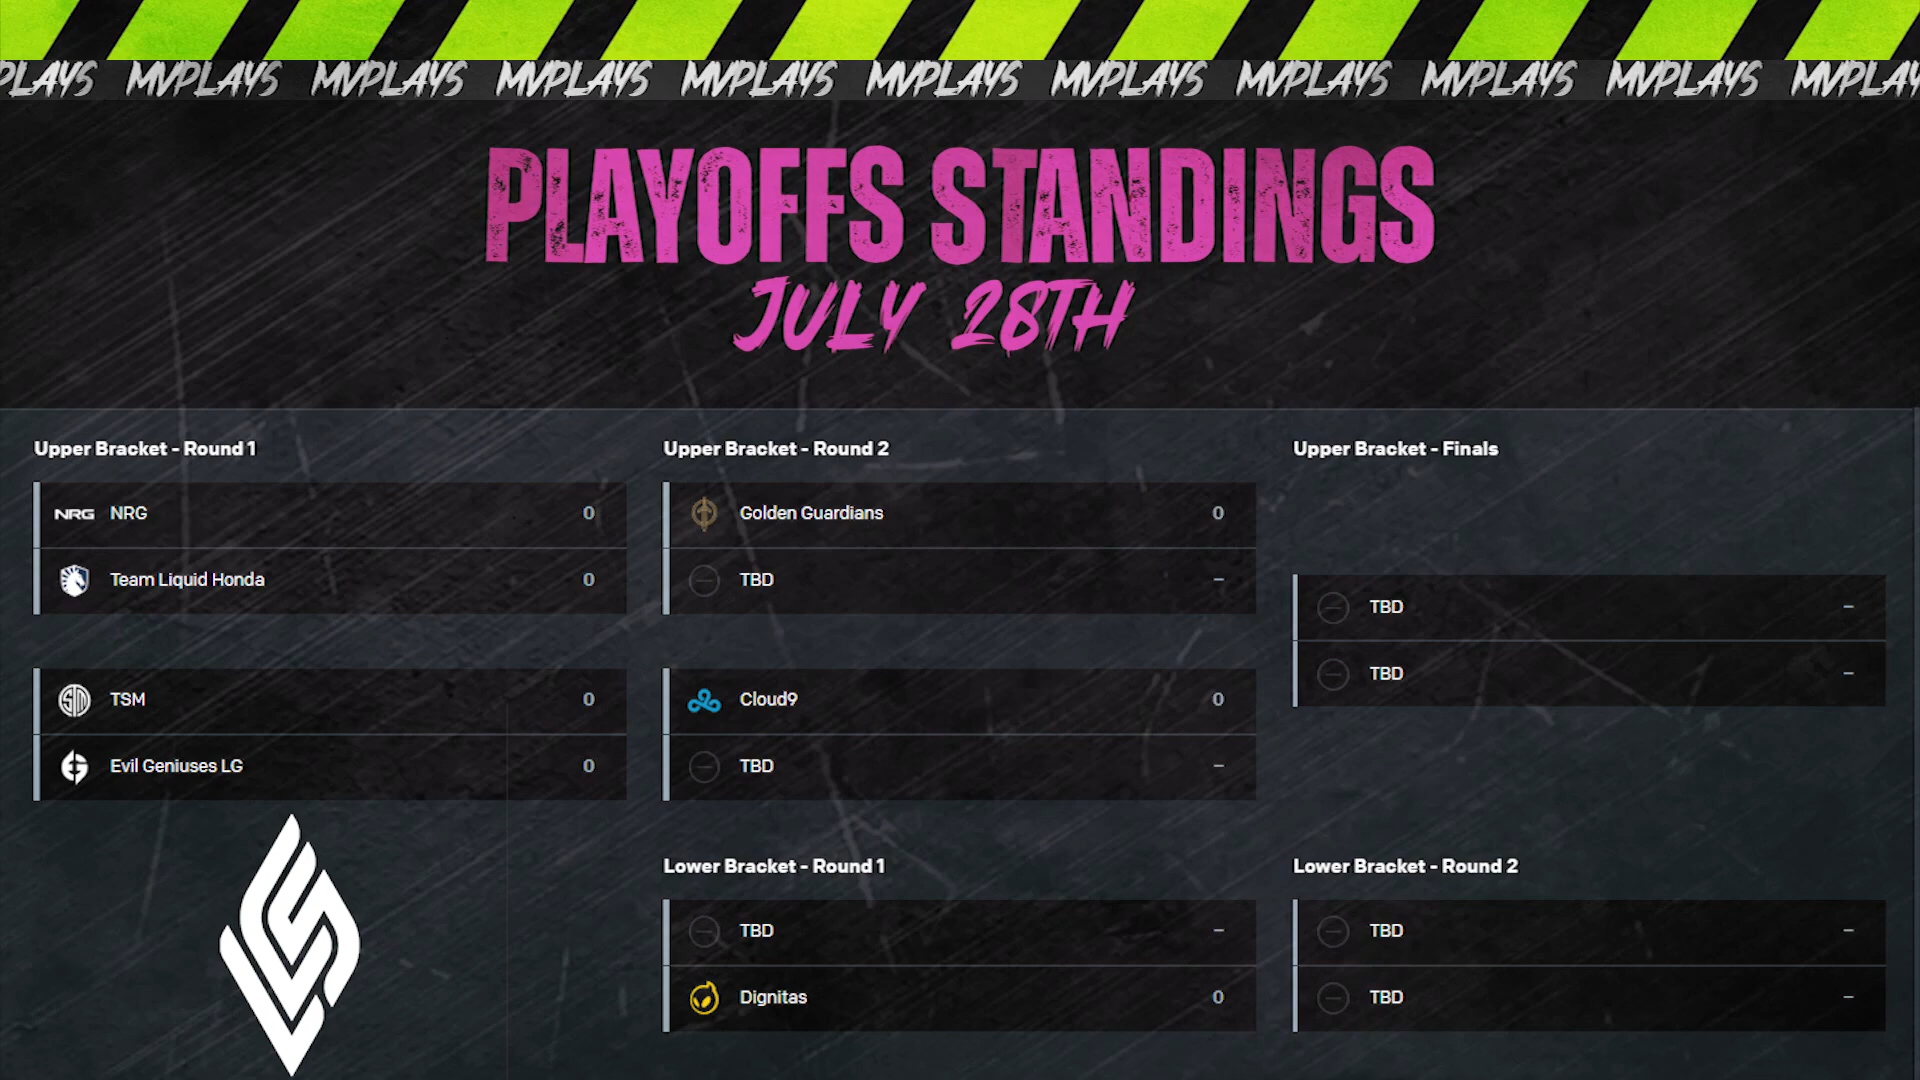 PLAYS MVPLAYS MVPLAYS MVPLAYS MVPLAYS MVPLAYS MVPLAYS MVPLAYS MVPLAYS MVPLAYS MVPLAY
PLAYOFFS STANDINGS
JULY 28TH
Upper Bracket - Round 1
NRG NRG 0
Team Liquid Honda 0
TSM 0
Evil Geniuses LG 0
Upper Bracket - Round 2
Golden Guardians 0
TBD -
Cloud9 0
TBD -
Upper Bracket - Finals
TBD -
TBD -
Lower Bracket - Round 1
TBD -
Dignitas 0
Lower Bracket - Round 2
TBD -
TBD -